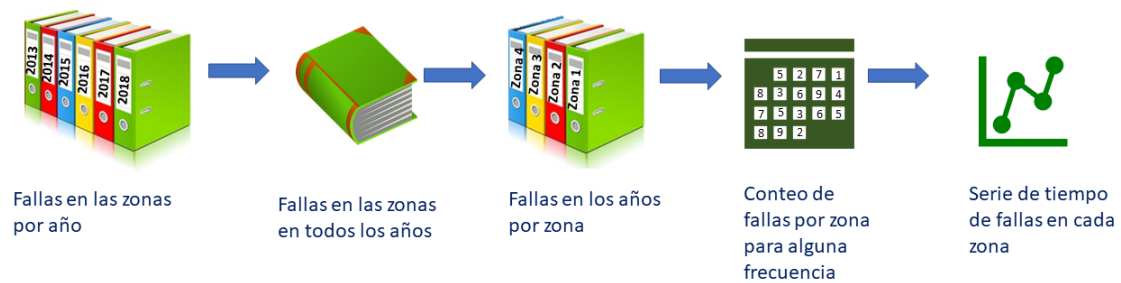 2013
2014
2015
2016
2017
2018
Zona 4
Zona 3
Zona 2
Zona 1
5 2 7 1
8 3 6 9 4
7 5 3 6 5
8 9 2
Fallas en las zonas
por año
Fallas en las zonas
en todos los años
Fallas en los años
por zona
Conteo de
fallas por zona
para alguna
frecuencia
Serie de tiempo
de fallas en cada
zona